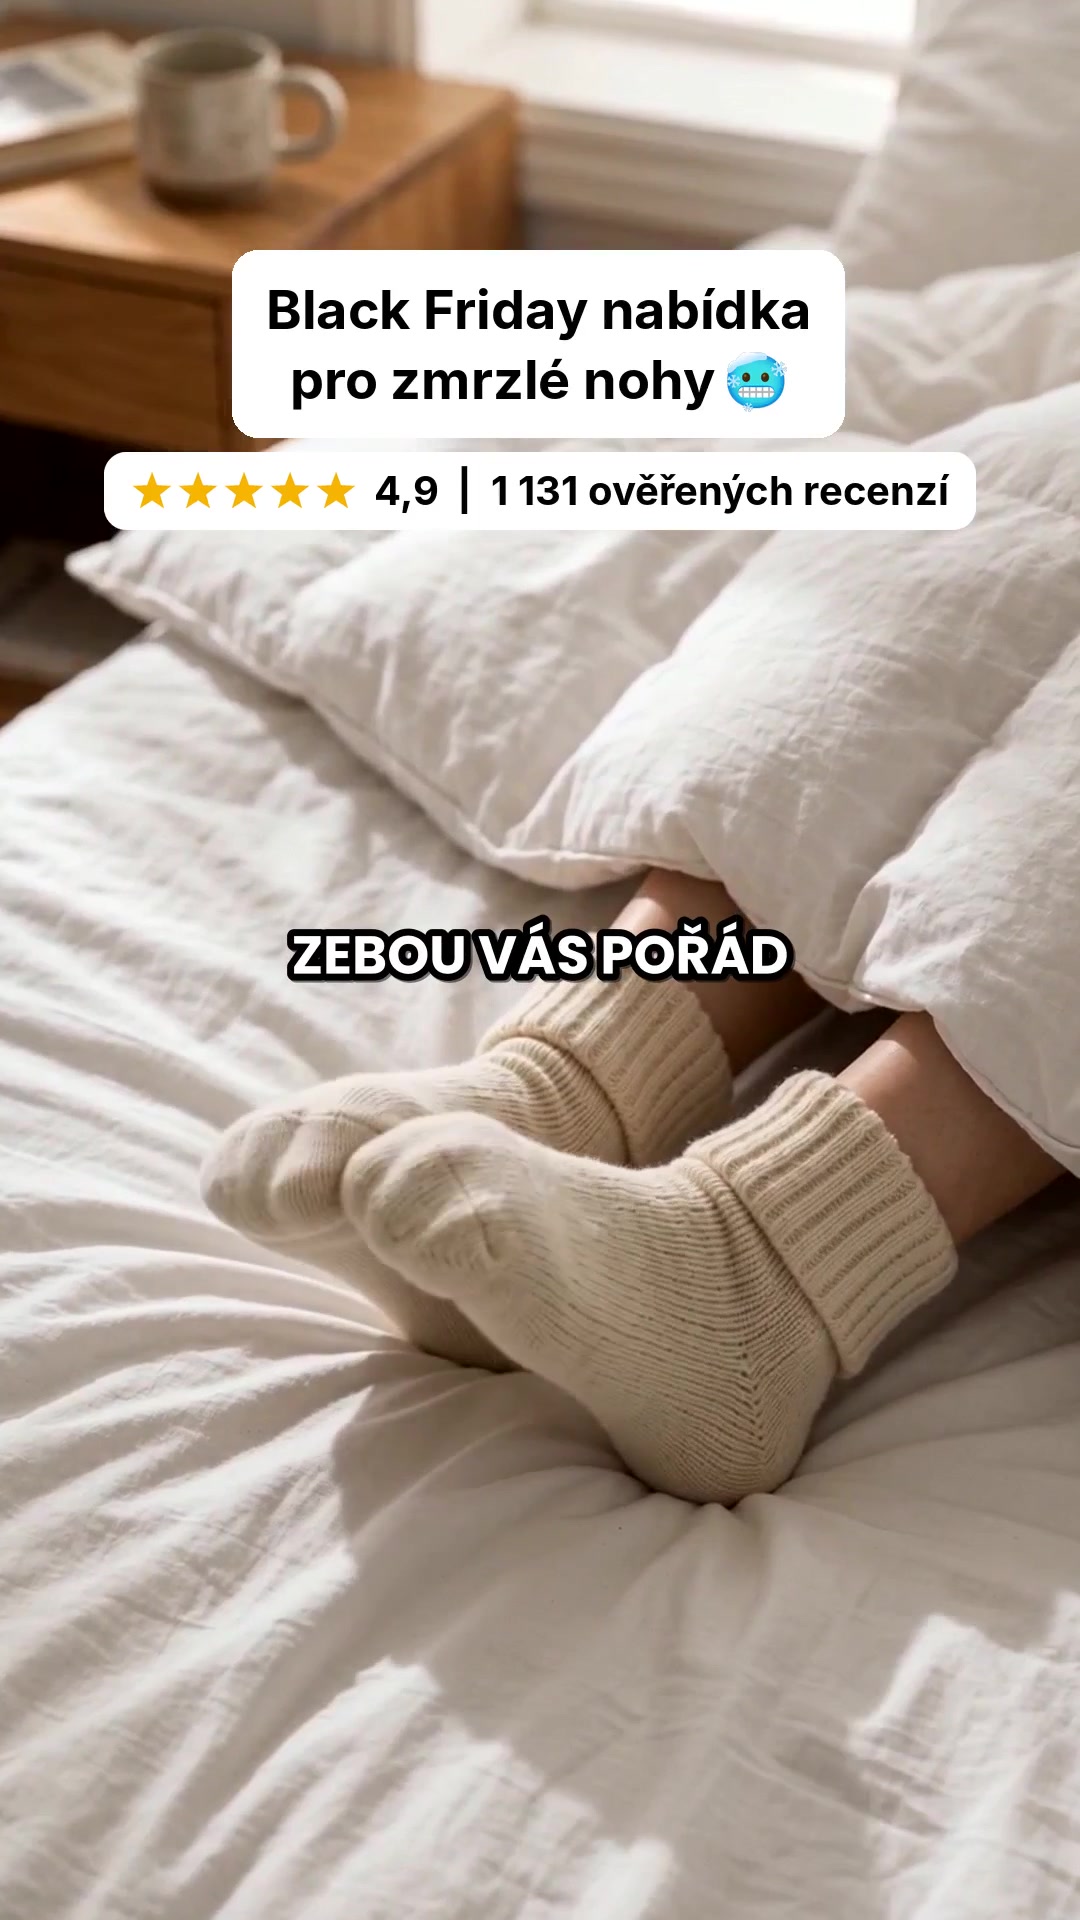 Black Friday nabídka
pro zmrzlé nohy🥶
★★★★★ 4,9 | 1 131 ověřených recenzí
ZEBOU VÁS POŘÁD